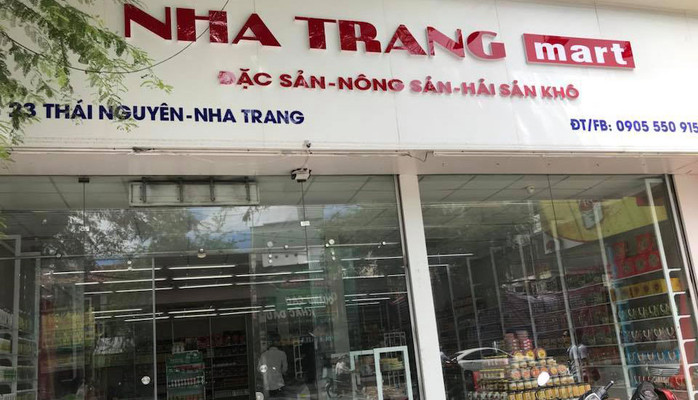 NHA TRANG mart
ĐẶC SẢN-NÔNG SẢN-HẢI SẢN KHÔ
23 THÁI NGUYÊN-NHA TRANG
ĐT/FB: 0905 550 915